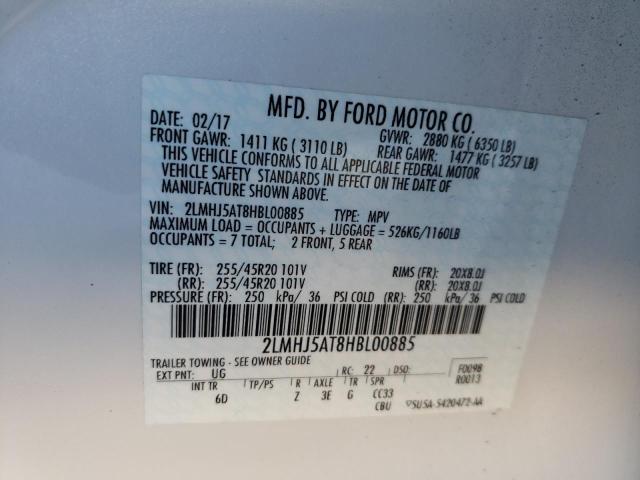 MFD. BY FORD MOTOR CO.
DATE: 02/17 GVWR: 2880 KG ( 6350 LB)
FRONT GAWR: 1411 KG ( 3110 LB) REAR GAWR: 1477 KG ( 3257 LB)
THIS VEHICLE CONFORMS TO ALL APPLICABLE FEDERAL MOTOR
VEHICLE SAFETY STANDARDS IN EFFECT ON THE DATE OF
MANUFACTURE SHOWN ABOVE.
VIN: 2LMHJ5AT8HBL00885 TYPE: MPV
MAXIMUM LOAD = OCCUPANTS + LUGGAGE = 526KG/1160LB
OCCUPANTS = 7 TOTAL; 2 FRONT, 5 REAR
TIRE (FR): 255/45R20 101V RIMS (FR): 20X8.0J
(RR): 255/45R20 101V (RR): 20X8.0J
PRESSURE (FR): 250 kPa/ 36 PSI COLD (RR): 250 kPa/ 36 PSI COLD
2LMHJ5AT8HBL00885
TRAILER TOWING - SEE OWNER GUIDE
EXT PNT: UG RC: 22 DSO: F0098
R0013
INT TR TP/PS R AXLE TR SPR
6D Z 3E G CC33
CBU SU5A-5420472-AA